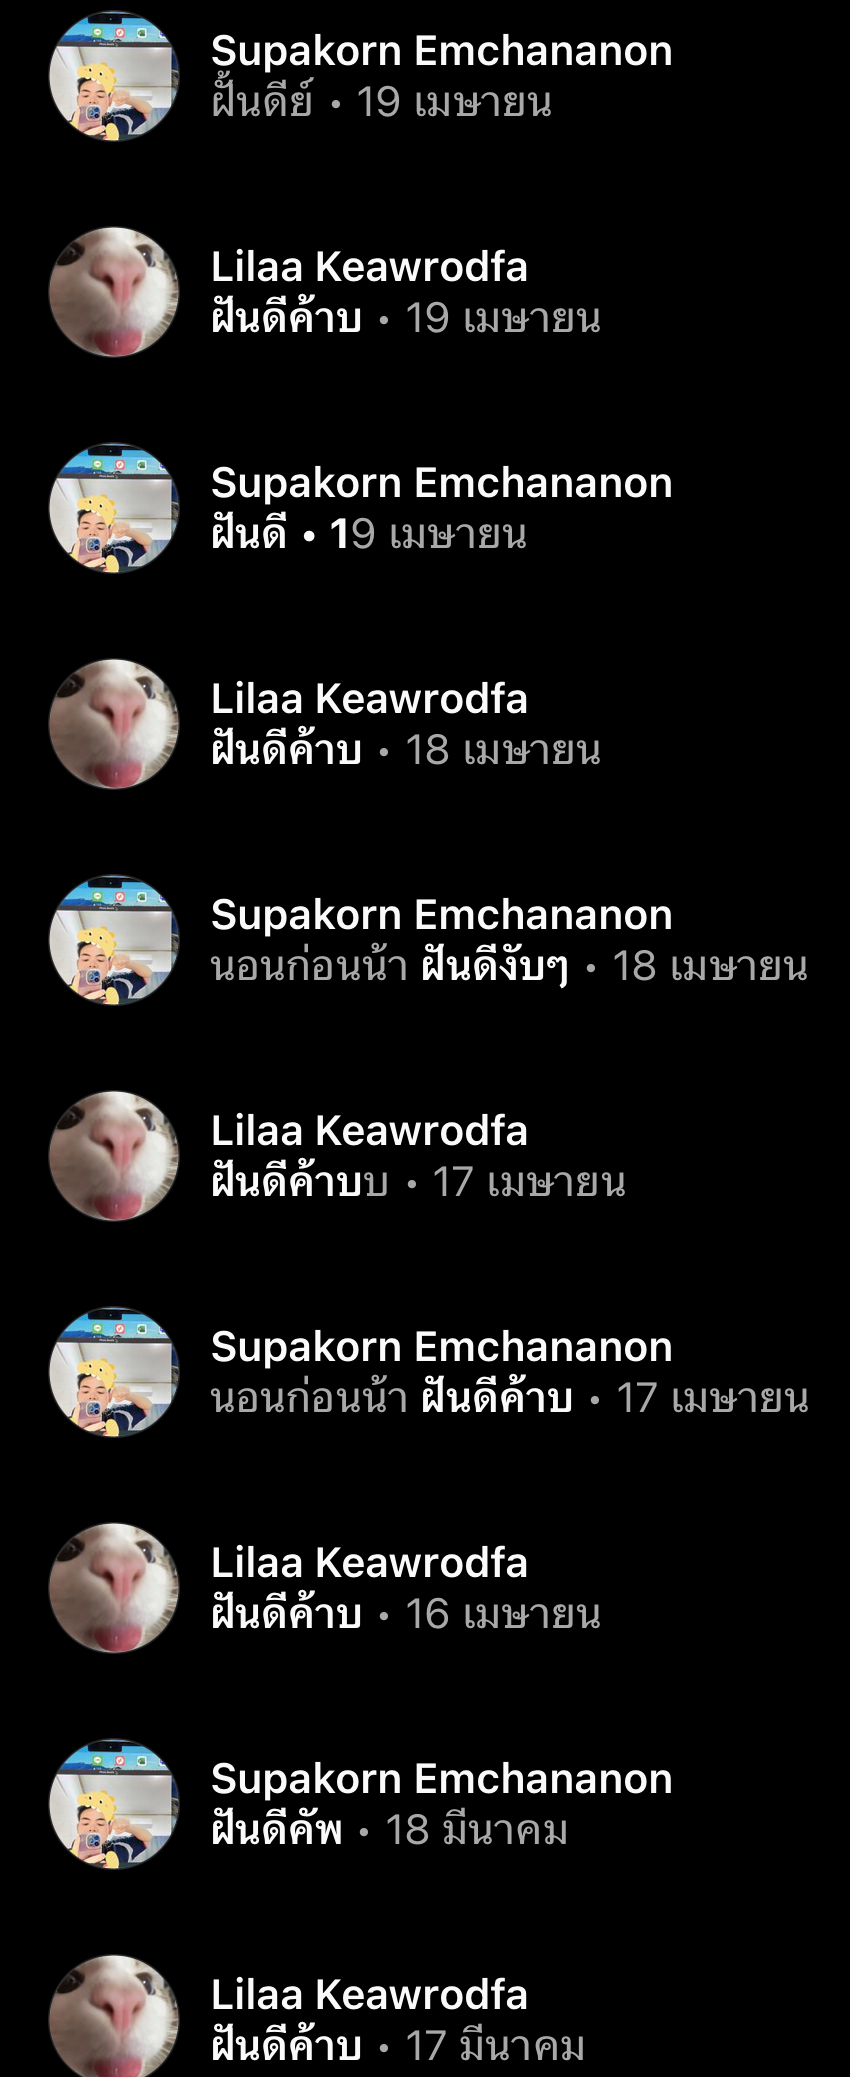 Supakorn Emchananon
ฝั้นดีย์ • 19 เมษายน
Lilaa Keawrodfa
ฝันดีค้าบ • 19 เมษายน
Supakorn Emchananon
ฝันดี • 19 เมษายน
Lilaa Keawrodfa
ฝันดีค้าบ • 18 เมษายน
Supakorn Emchananon
นอนก่อนน้า ฝันดีงับๆ • 18 เมษายน
Lilaa Keawrodfa
ฝันดีค้าบบ • 17 เมษายน
Supakorn Emchananon
นอนก่อนน้า ฝันดีค้าบ • 17 เมษายน
Lilaa Keawrodfa
ฝันดีค้าบ • 16 เมษายน
Supakorn Emchananon
ฝันดีคัพ • 18 มีนาคม
Lilaa Keawrodfa
ฝันดีค้าบ • 17 มีนาคม